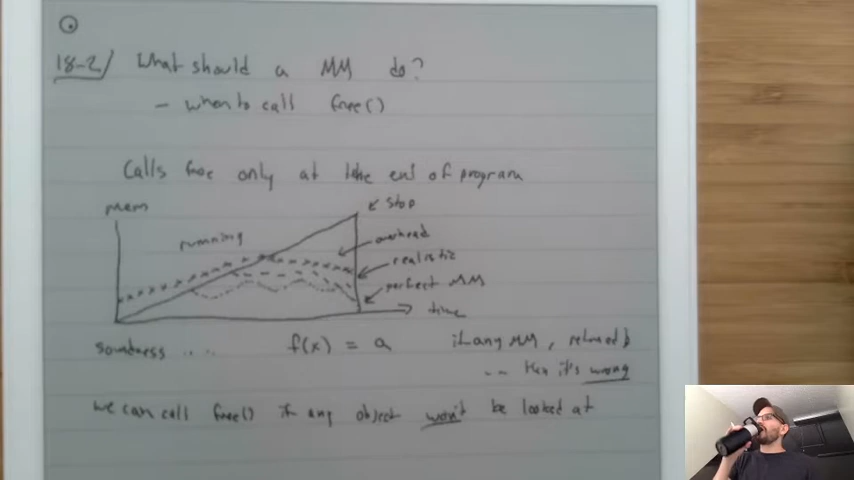 18-2/ What should a MM do?
- when to call free()
Calls free only at the end of program
mem
stop
running
overhead
realistic
perfect MM
time
soundness .... f(x) = a if any MM, returned b
-- then it's wrong
we can call free() if any object won't be looked at